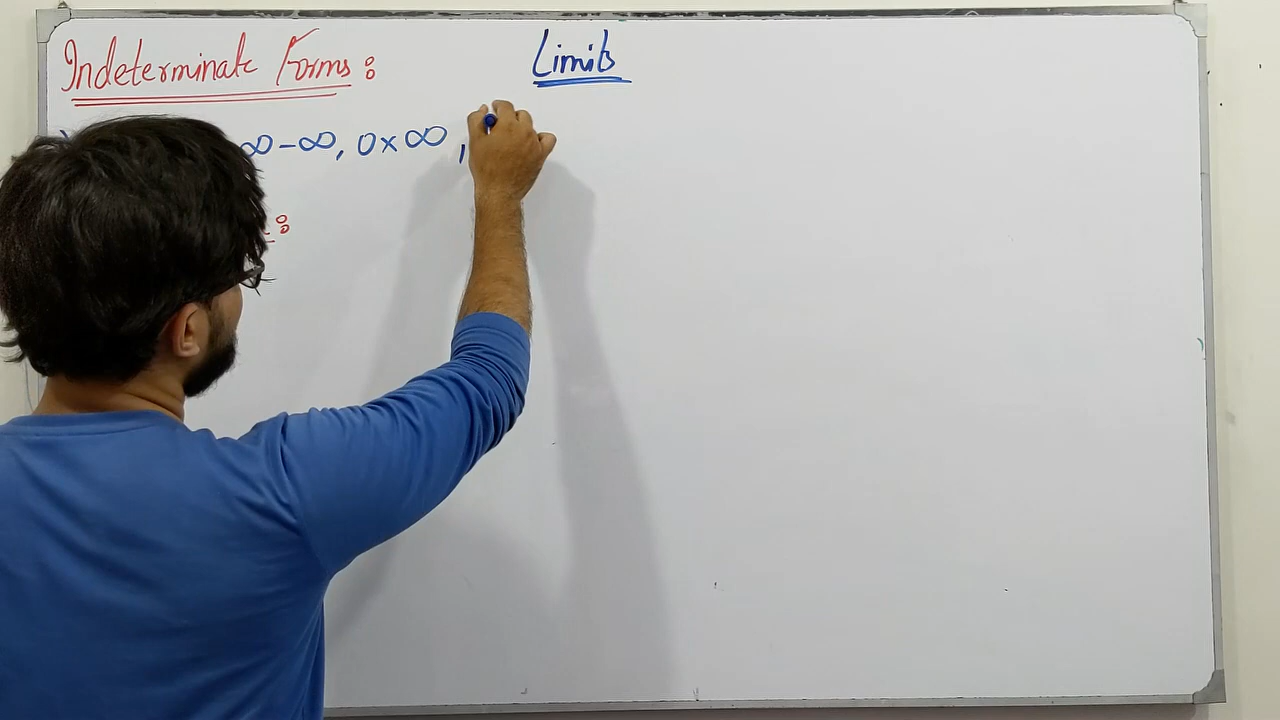 Indeterminate Forms :
Limits
∞-∞, 0×∞,
: